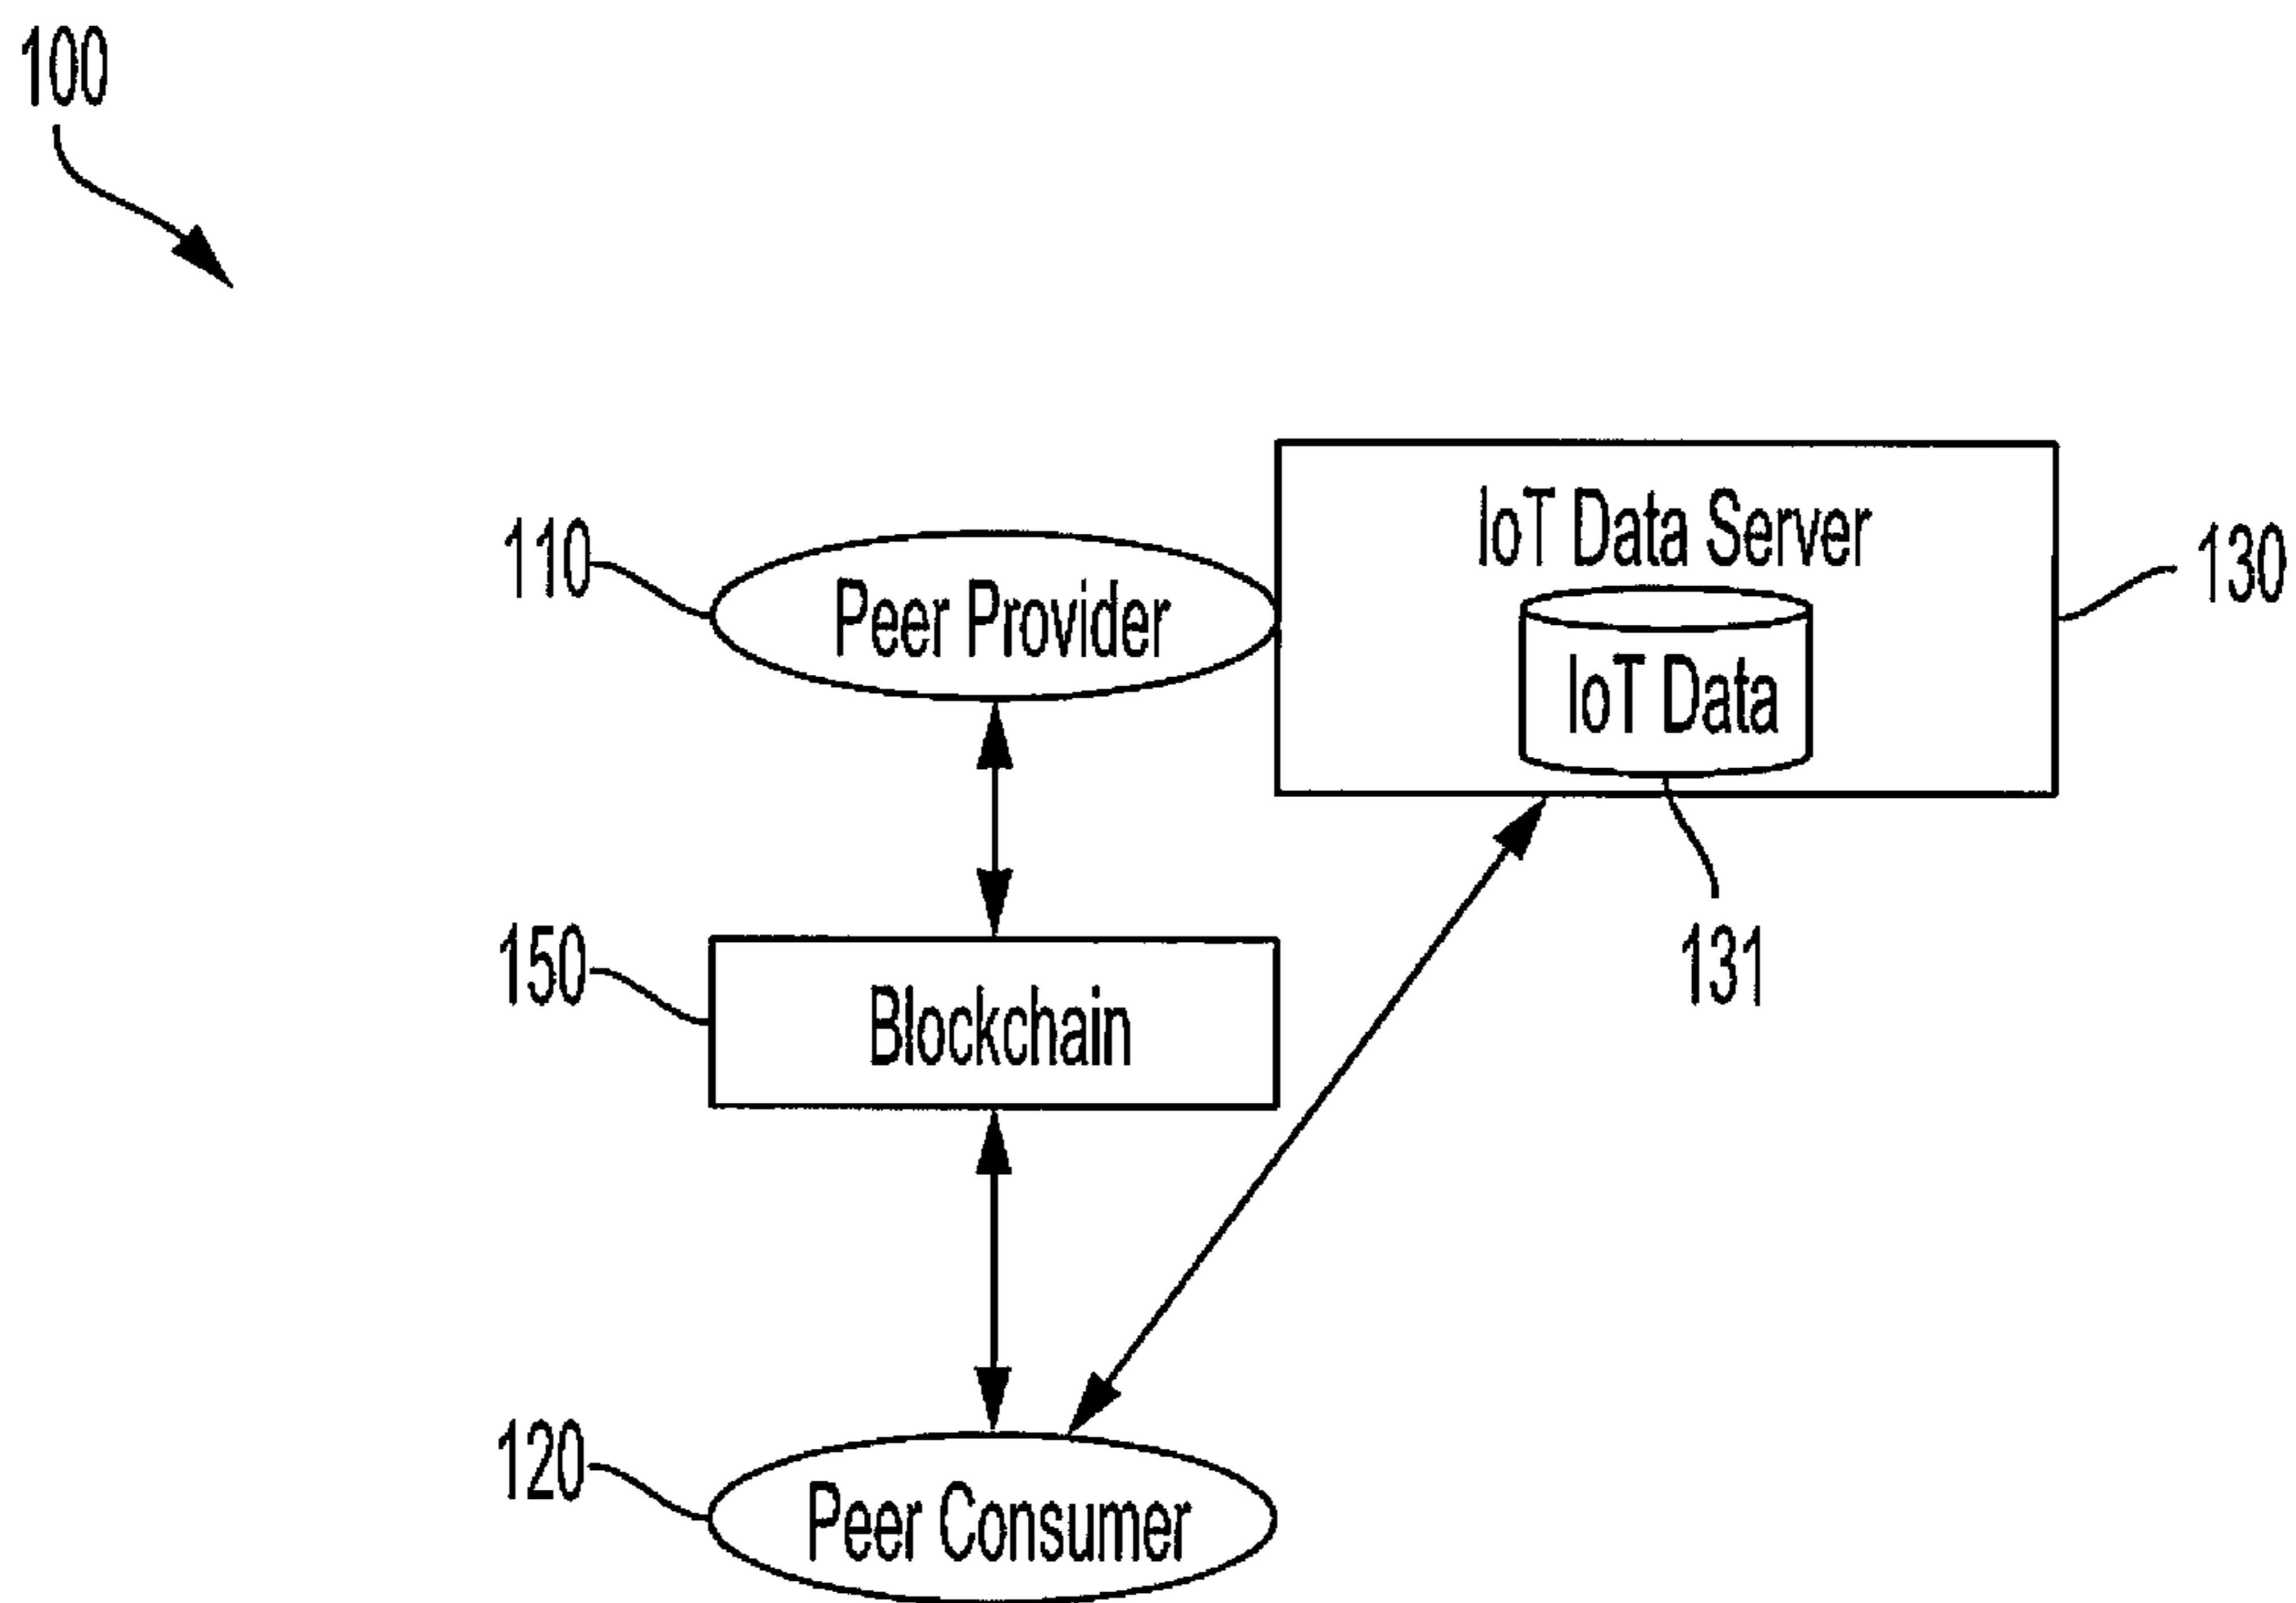 100
IoT Data Server
110
Peer Provider
130
IoT Data
150
Blockchain
131
120
Peer Consumer